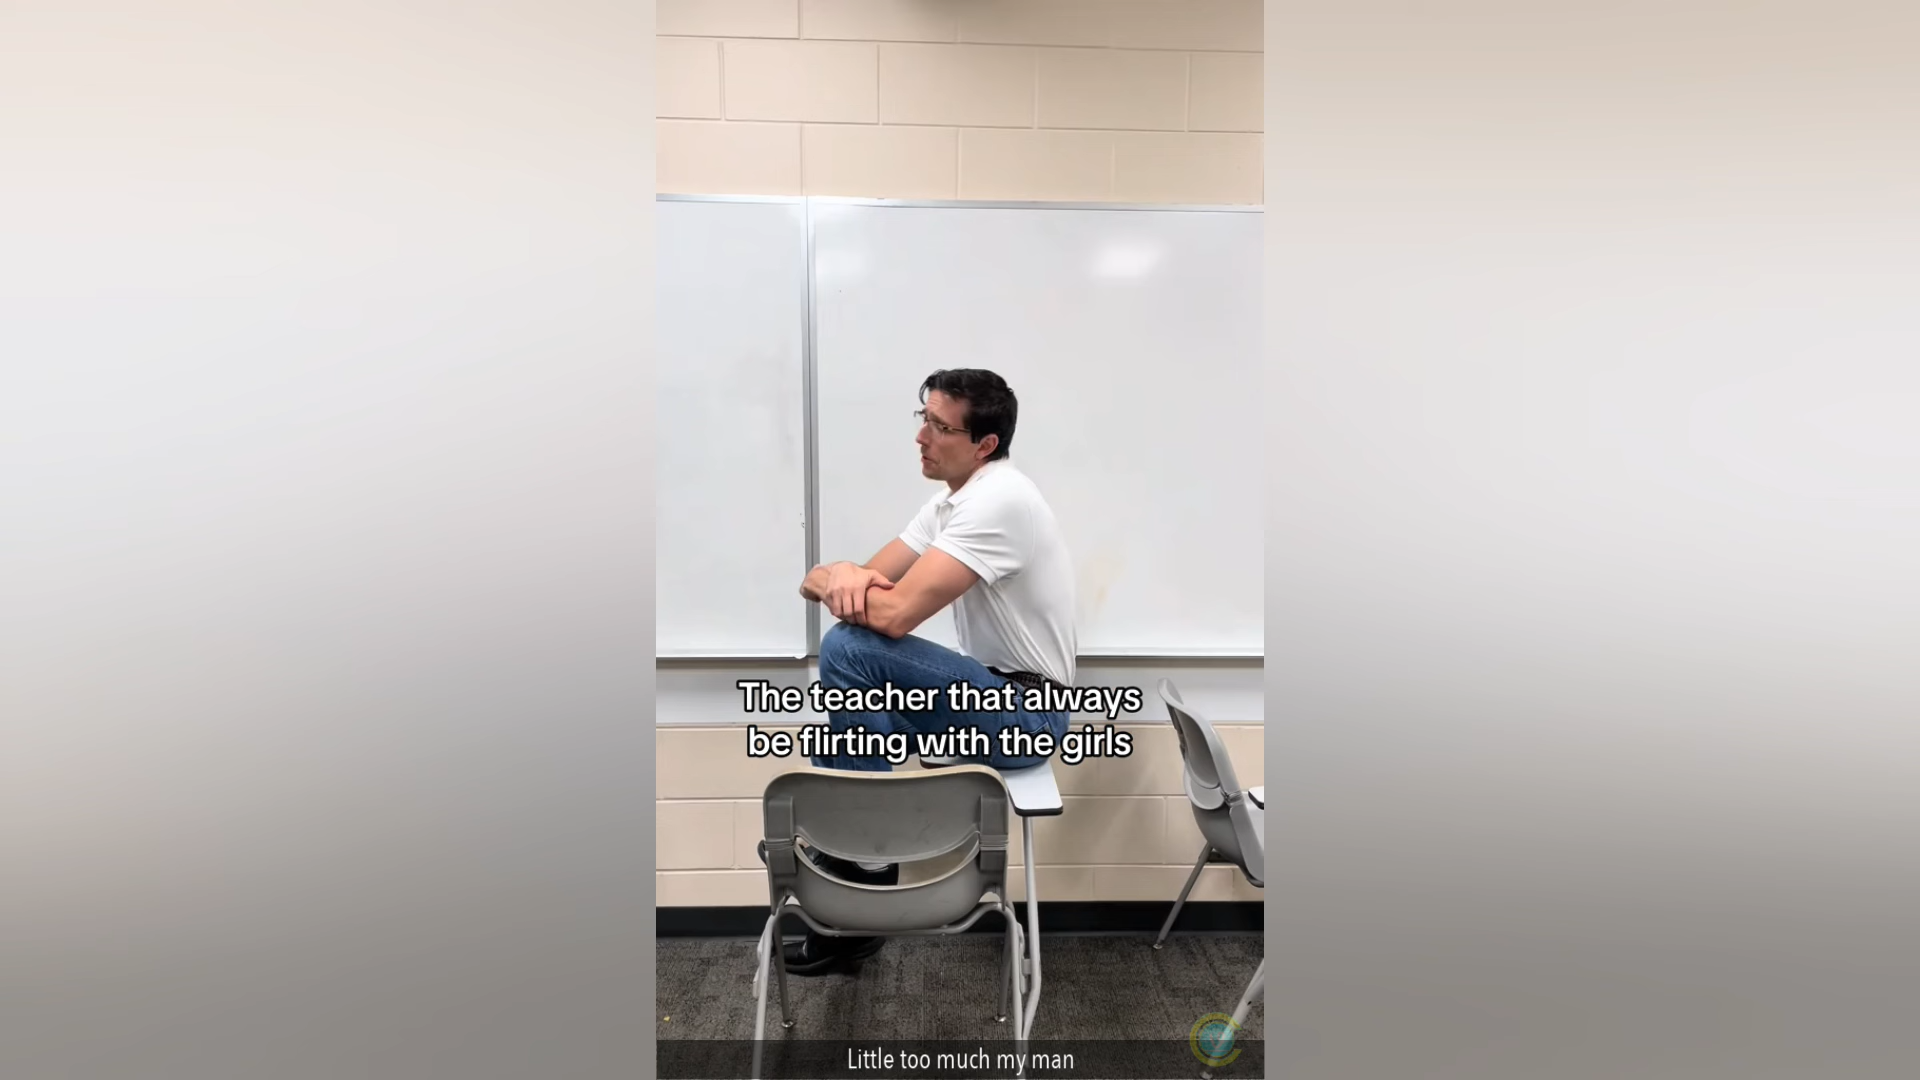 The teacher that always
be flirting with the girls
Little too much my man